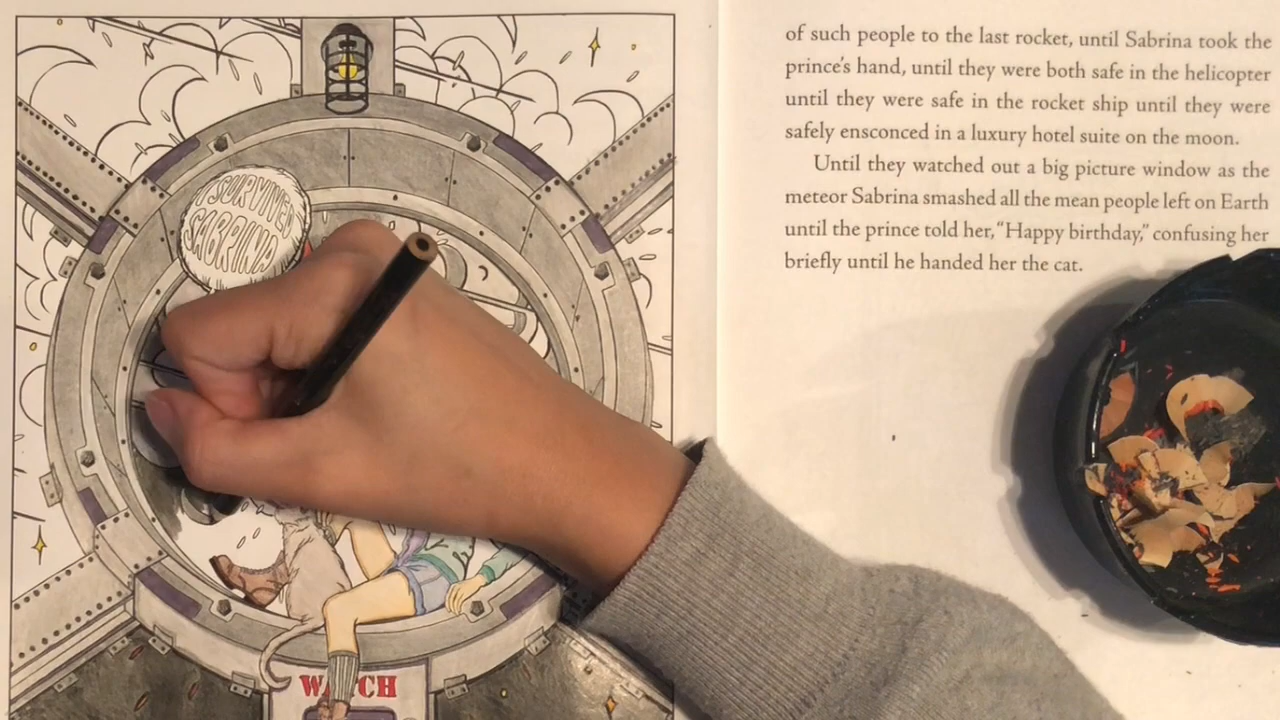 I SURVIVED
SABRINA
WATCH
of such people to the last rocket, until Sabrina took the
prince's hand, until they were both safe in the helicopter
until they were safe in the rocket ship until they were
safely ensconced in a luxury hotel suite on the moon.
Until they watched out a big picture window as the
meteor Sabrina smashed all the mean people left on Earth
until the prince told her, “Happy birthday,” confusing her
briefly until he handed her the cat.